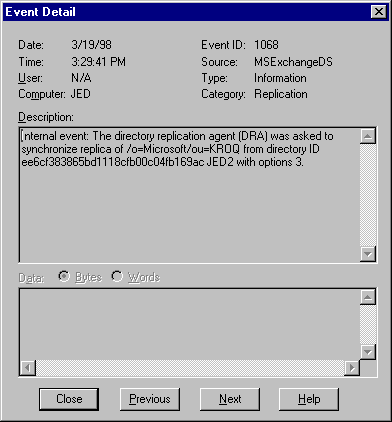 Event Detail
Date: 3/19/98 Event ID: 1068
Time: 3:29:41 PM Source: MSExchangeDS
User: N/A Type: Information
Computer: JED Category: Replication
Description:
Internal event: The directory replication agent (DRA) was asked to
synchronize replica of /o=Microsoft/ou=KROQ from directory ID
ee6cf383865bd1118cfb00c04fb169ac JED2 with options 3.
Data: Bytes Words
Close Previous Next Help